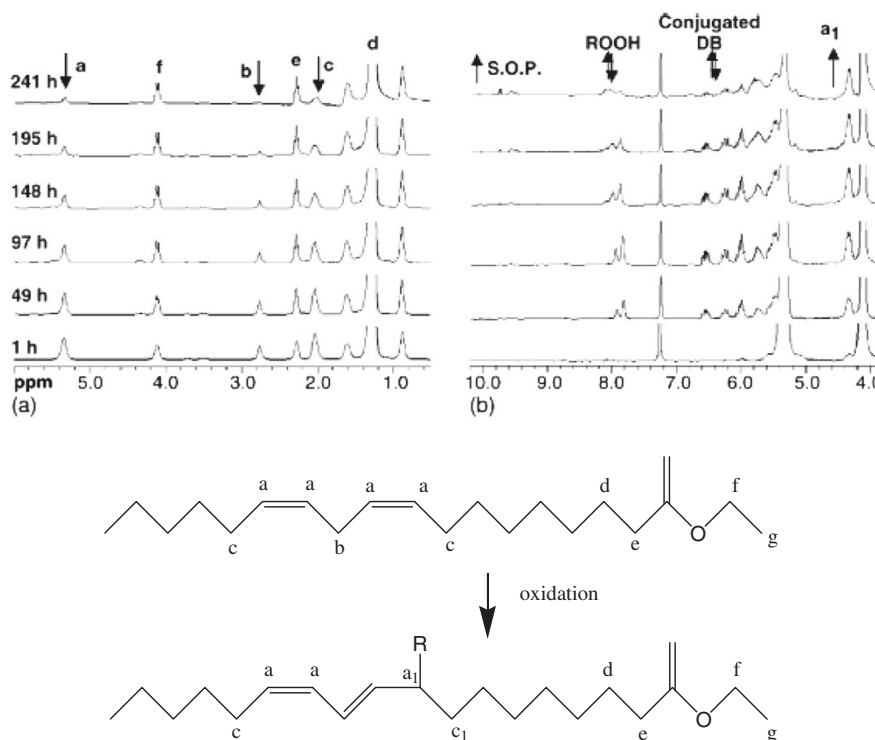 a
f
b
e
c
d
241 h
195 h
148 h
97 h
49 h
1 h
ppm 5.0 4.0 3.0 2.0 1.0
(a)
Conjugated
ROOH DB a1
S.O.P.
10.0 9.0 8.0 7.0 6.0 5.0 4.0
(b)
a a a a d f
c b c e O g
oxidation
R
a a a1 d f
c c1 e O g